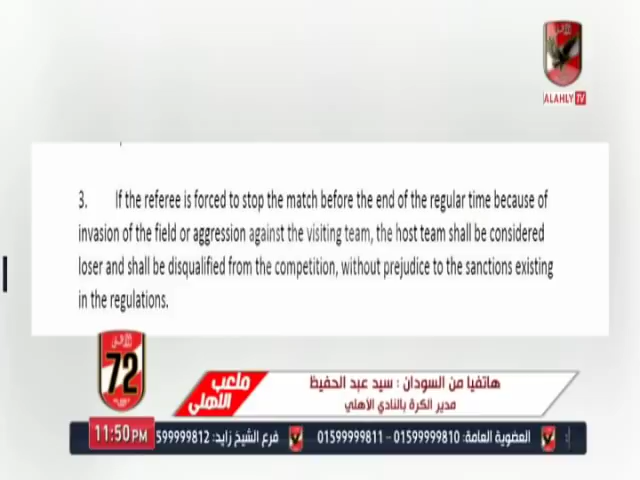 ALAHLY TV
3. If the referee is forced to stop the match before the end of the regular time because of
invasion of the field or aggression against the visiting team, the host team shall be considered
loser and shall be disqualified from the competition, without prejudice to the sanctions existing
in the regulations.
72
ملعب
الأهلي
هاتفيا من السودان : سيد عبد الحفيظ
مدير الكرة بالنادي الأهلي
11:50 PM
العضوية العامة: 01599999810 - 01599999811
فرع الشيخ زايد: 599999812